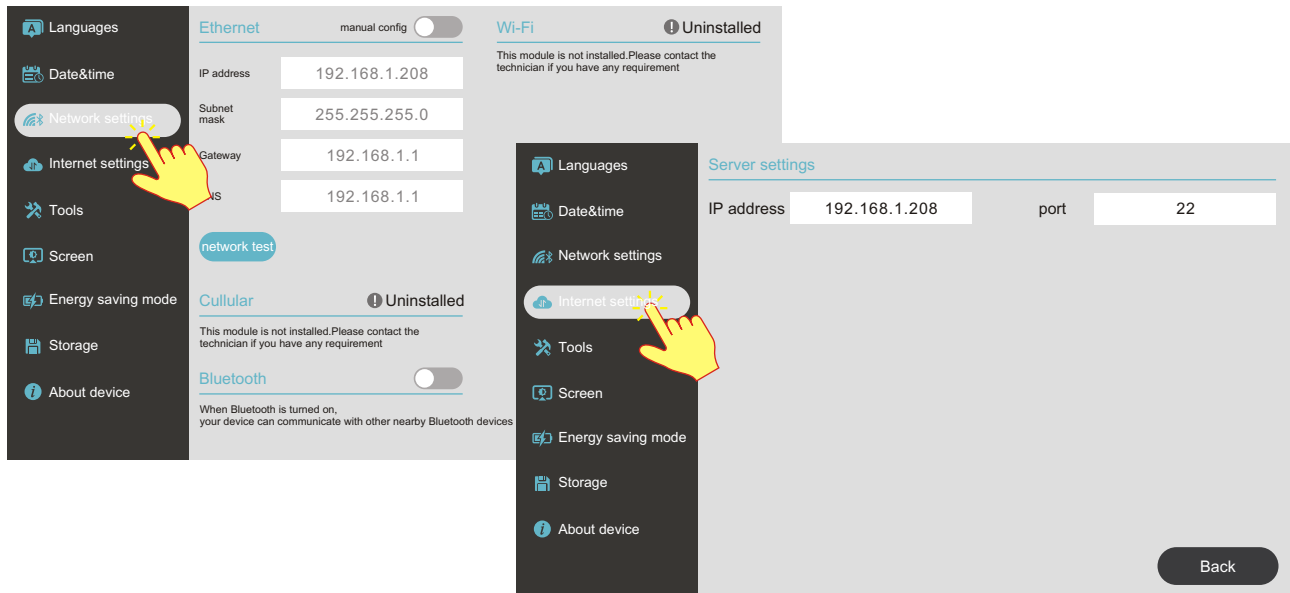 Languages
Date&time
Network settings
Internet settings
Tools
Screen
Energy saving mode
Storage
About device
Ethernet
manual config
IP address
192.168.1.208
Subnet
mask
255.255.255.0
Gateway
192.168.1.1
NS
192.168.1.1
network test
Cullular
Uninstalled
This module is not installed.Please contact the
technician if you have any requirement
Bluetooth
When Bluetooth is turned on,
your device can communicate with other nearby Bluetooth devices
Wi-Fi
Uninstalled
This module is not installed.Please contact the
technician if you have any requirement
Languages
Date&time
Network settings
Internet settings
Tools
Screen
Energy saving mode
Storage
About device
Server settings
IP address 192.168.1.208 port 22
Back